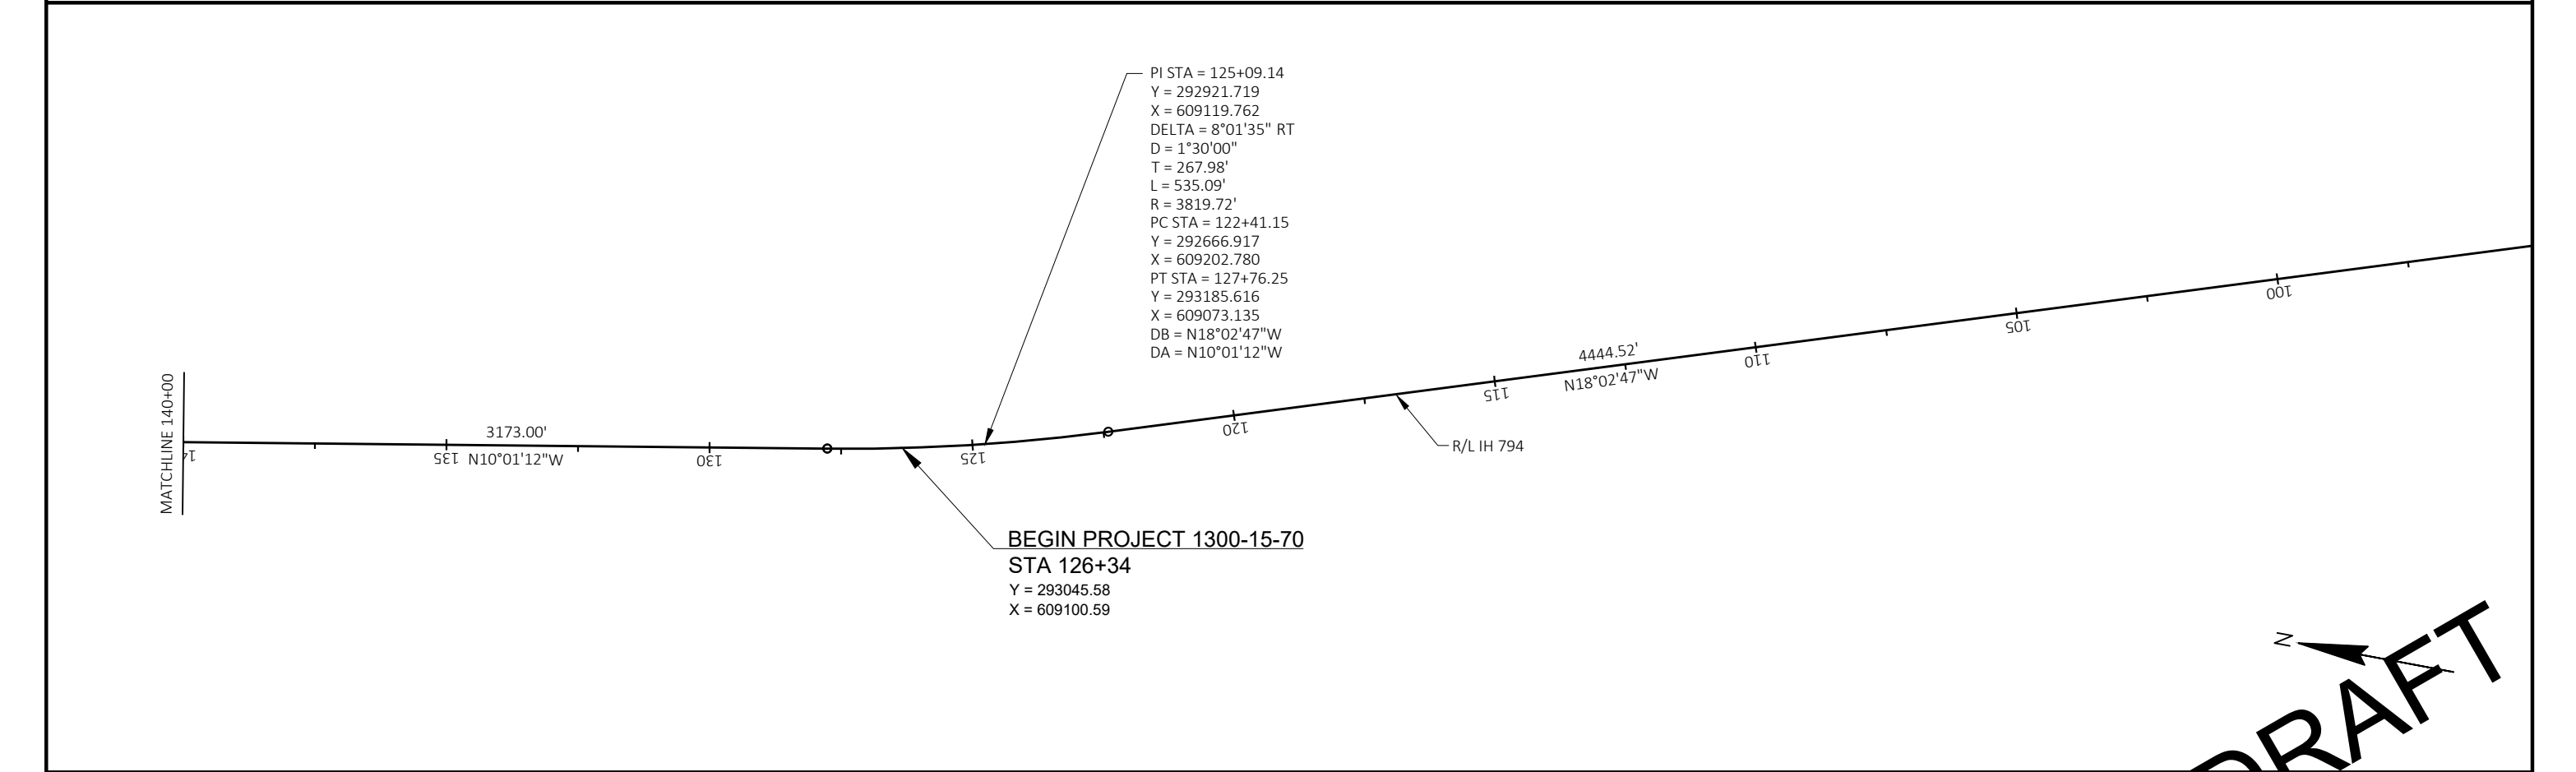 PI STA = 125+09.14
Y = 292921.719
X = 609119.762
DELTA = 8°01'35" RT
D = 1°30'00"
T = 267.98'
L = 535.09'
R = 3819.72'
PC STA = 122+41.15
Y = 292666.917
X = 609202.780
PT STA = 127+76.25
Y = 293185.616
X = 609073.135
DB = N18°02'47"W
DA = N10°01'12"W
MATCHLINE 140+00
14
3173.00'
135
N10°01'12"W
130
125
120
R/L IH 794
115
4444.52'
N18°02'47"W
110
105
100
BEGIN PROJECT 1300-15-70
STA 126+34
Y = 293045.58
X = 609100.59
N
DRAFT